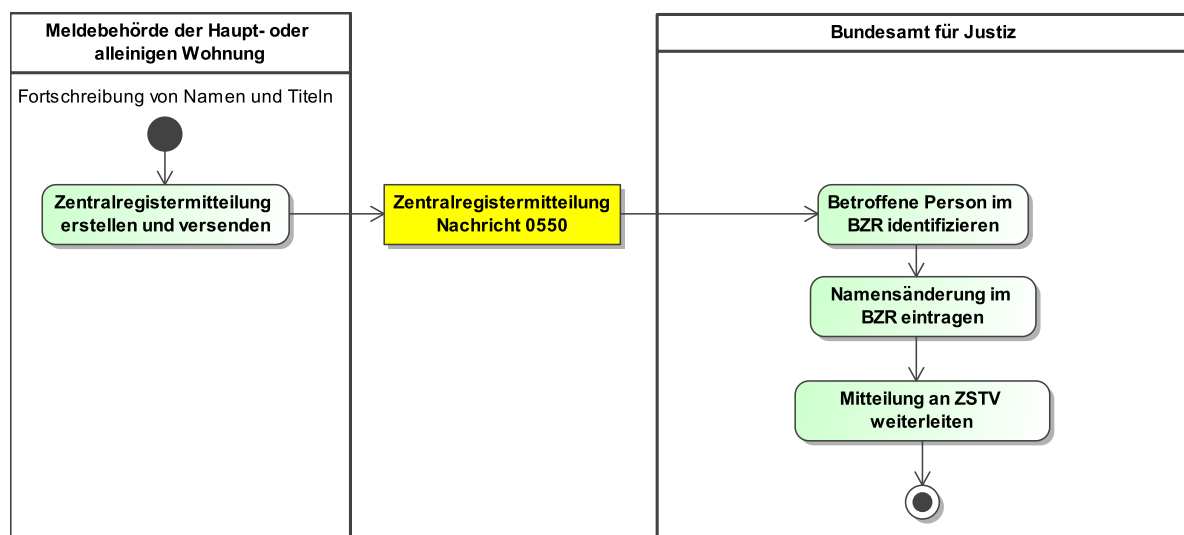 Meldebehörde der Haupt- oder
alleinigen Wohnung
Fortschreibung von Namen und Titeln
Zentralregistermitteilung
erstellen und versenden
Zentralregistermitteilung
Nachricht 0550
Bundesamt für Justiz
Betroffene Person im
BZR identifizieren
Namensänderung im
BZR eintragen
Mitteilung an ZSTV
weiterleiten